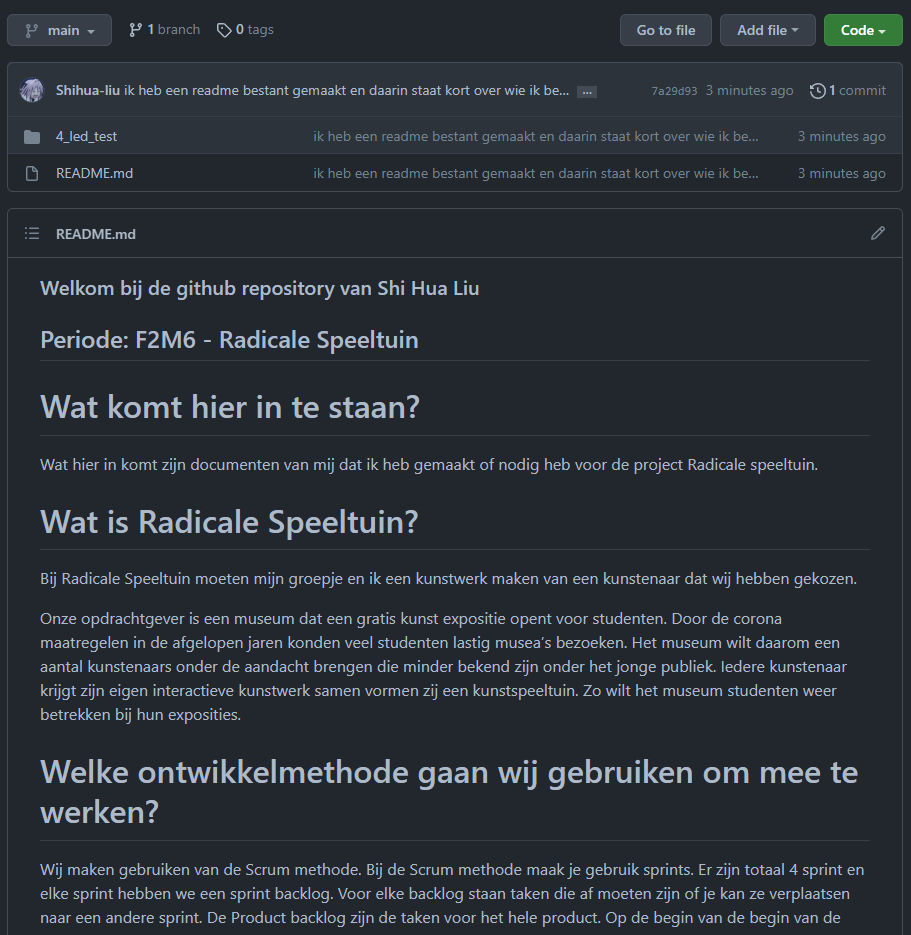 main 1 branch 0 tags Go to file Add file Code
Shihua-liu ik heb een readme bestant gemaakt en daarin staat kort over wie ik be... ... 7a29d93 3 minutes ago 1 commit
4_led_test ik heb een readme bestant gemaakt en daarin staat kort over wie ik be... 3 minutes ago
README.md ik heb een readme bestant gemaakt en daarin staat kort over wie ik be... 3 minutes ago
README.md
Welkom bij de github repository van Shi Hua Liu
Periode: F2M6 - Radicale Speeltuin
Wat komt hier in te staan?
Wat hier in komt zijn documenten van mij dat ik heb gemaakt of nodig heb voor de project Radicale speeltuin.
Wat is Radicale Speeltuin?
Bij Radicale Speeltuin moeten mijn groepje en ik een kunstwerk maken van een kunstenaar dat wij hebben gekozen.
Onze opdrachtgever is een museum dat een gratis kunst expositie opent voor studenten. Door de corona
maatregelen in de afgelopen jaren konden veel studenten lastig musea's bezoeken. Het museum wilt daarom een
aantal kunstenaars onder de aandacht brengen die minder bekend zijn onder het jonge publiek. Iedere kunstenaar
krijgt zijn eigen interactieve kunstwerk samen vormen zij een kunstspeeltuin. Zo wilt het museum studenten weer
betrekken bij hun exposities.
Welke ontwikkelmethode gaan wij gebruiken om mee te
werken?
Wij maken gebruiken van de Scrum methode. Bij de Scrum methode maak je gebruik sprints. Er zijn totaal 4 sprint en
elke sprint hebben we een sprint backlog. Voor elke backlog staan taken die af moeten zijn of je kan ze verplaatsen
naar een andere sprint. De Product backlog zijn de taken voor het hele product. Op de begin van de begin van de